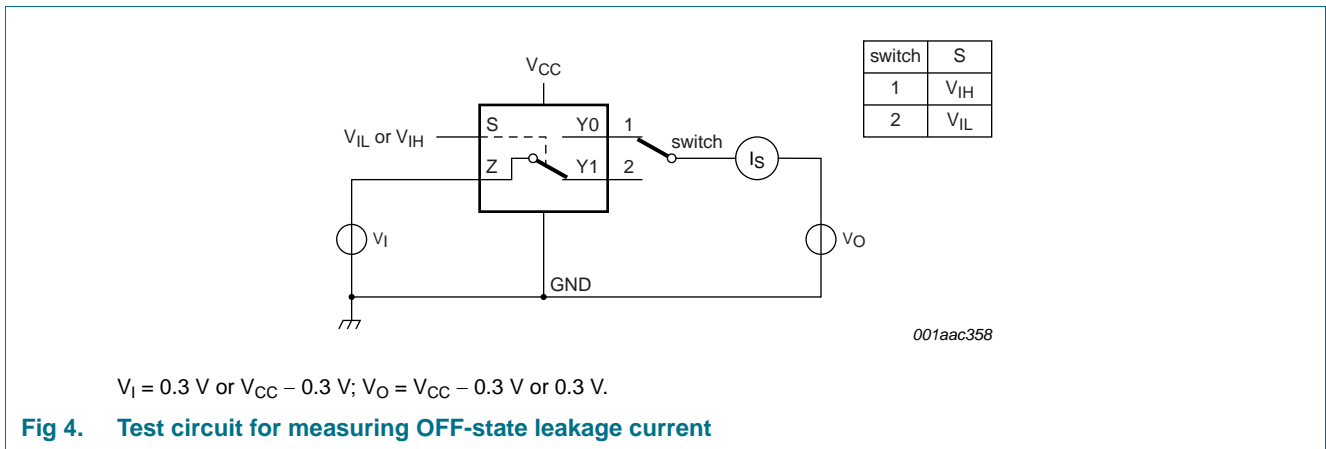 switch S
1 VIH
2 VIL
VCC
VIL or VIH
S Y0 1
switch
IS
Z Y1 2
VI
VO
GND
001aac358
VI = 0.3 V or VCC − 0.3 V; VO = VCC − 0.3 V or 0.3 V.
Fig 4. Test circuit for measuring OFF-state leakage current